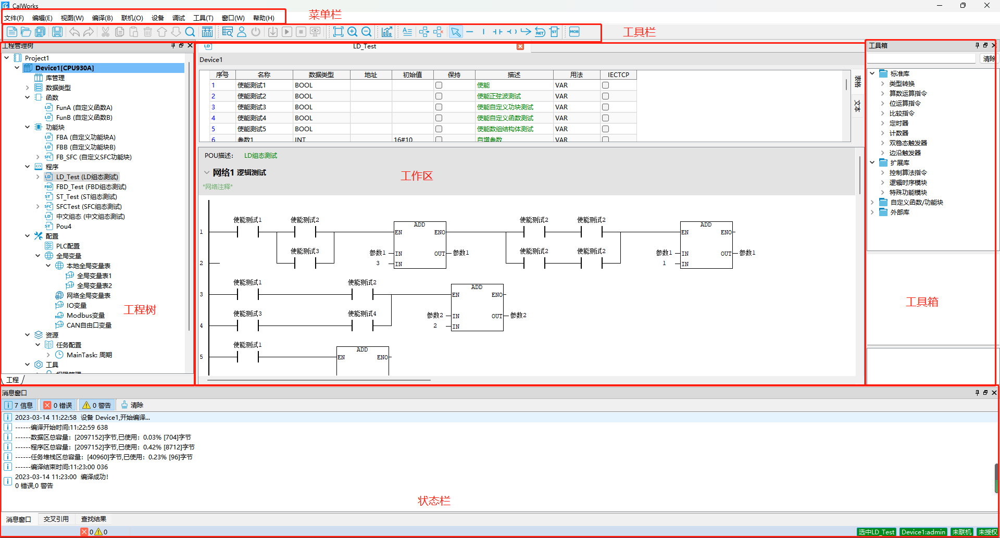 CalWorks
文件(F) 编辑(E) 视图(W) 编译(B) 联机(O) 设备 调试 工具(T) 窗口(W) 帮助(H)
菜单栏
RET ST MOB
工具栏
工程管理树
Project1
Device1[CPU930A]
库管理
数据类型
函数
LD FunA (自定义函数A)
LD FunB (自定义函数B)
功能块
LD FBA (自定义功能块A)
LD FBB (自定义功能块B)
SFC FB_SFC (自定义SFC功能块)
程序
LD LD_Test (LD组态测试)
FBD FBD_Test (FBD组态测试)
ST ST_Test (ST组态测试)
SFC SFCTest (SFC组态测试)
LD 中文组态 (中文组态测试)
ST Pou4
配置
PLC配置
全局变量
本地全局变量表
全局变量表1
全局变量表2
网络全局变量表
IO变量
Modbus变量
CAN自由口变量
资源
任务配置
MainTask: 周期
工具
权限管理
工程树
工程
LD LD_Test
Device1
序号 名称 数据类型 地址 初始值 保持 描述 用法 IECTCP
1 使能测试1 BOOL 使能 VAR
2 使能测试2 BOOL 使能正弦波测试 VAR
3 使能测试3 BOOL 使能自定义功块测试 VAR
4 使能测试4 BOOL 使能自定义函数测试 VAR
5 使能测试5 BOOL 使能数组结构体测试 VAR
6 参数1 INT 16#10 自增参数 VAR
表格
文本
POU描述: LD组态测试
网络1 逻辑测试
*网络注释*
工作区
使能测试1 使能测试2 ADD 使能测试2 使能测试2 ADD
1 EN ENO EN ENO
使能测试3 使能测试2 使能测试2
参数1 IN OUT 参数1 参数1 IN OUT 参数1
2 3 IN 1 IN
使能测试1 使能测试2 ADD
3 EN ENO
使能测试3 使能测试4
参数2 IN OUT 参数2
4 2 IN
使能测试1 ADD
5 EN ENO
工具箱
清除
标准库
类型转换
算数运算指令
位运算指令
比较指令
定时器
计数器
双稳态触发器
边沿触发器
扩展库
控制算法指令
逻辑时序模块
特殊功能模块
自定义函数/功能块
外部库
工具箱
消息窗口
7 信息 0 错误 0 警告 清除
2023-03-14 11:22:58 设备 Device1,开始编译...
------编译开始时间:11:22:59 638
------数据区总容量: [2097152]字节,已使用: 0.03% [704]字节
------程序区总容量: [2097152]字节,已使用: 0.42% [8712]字节
------任务堆栈区总容量: [40960]字节,已使用: 0.23% [96]字节
------编译结束时间:11:23:00 036
2023-03-14 11:23:00 编译成功!
0 错误,0 警告
状态栏
消息窗口 交叉引用 查找结果
0 0 选中LD_Test Device1:admin 未联机 未授权